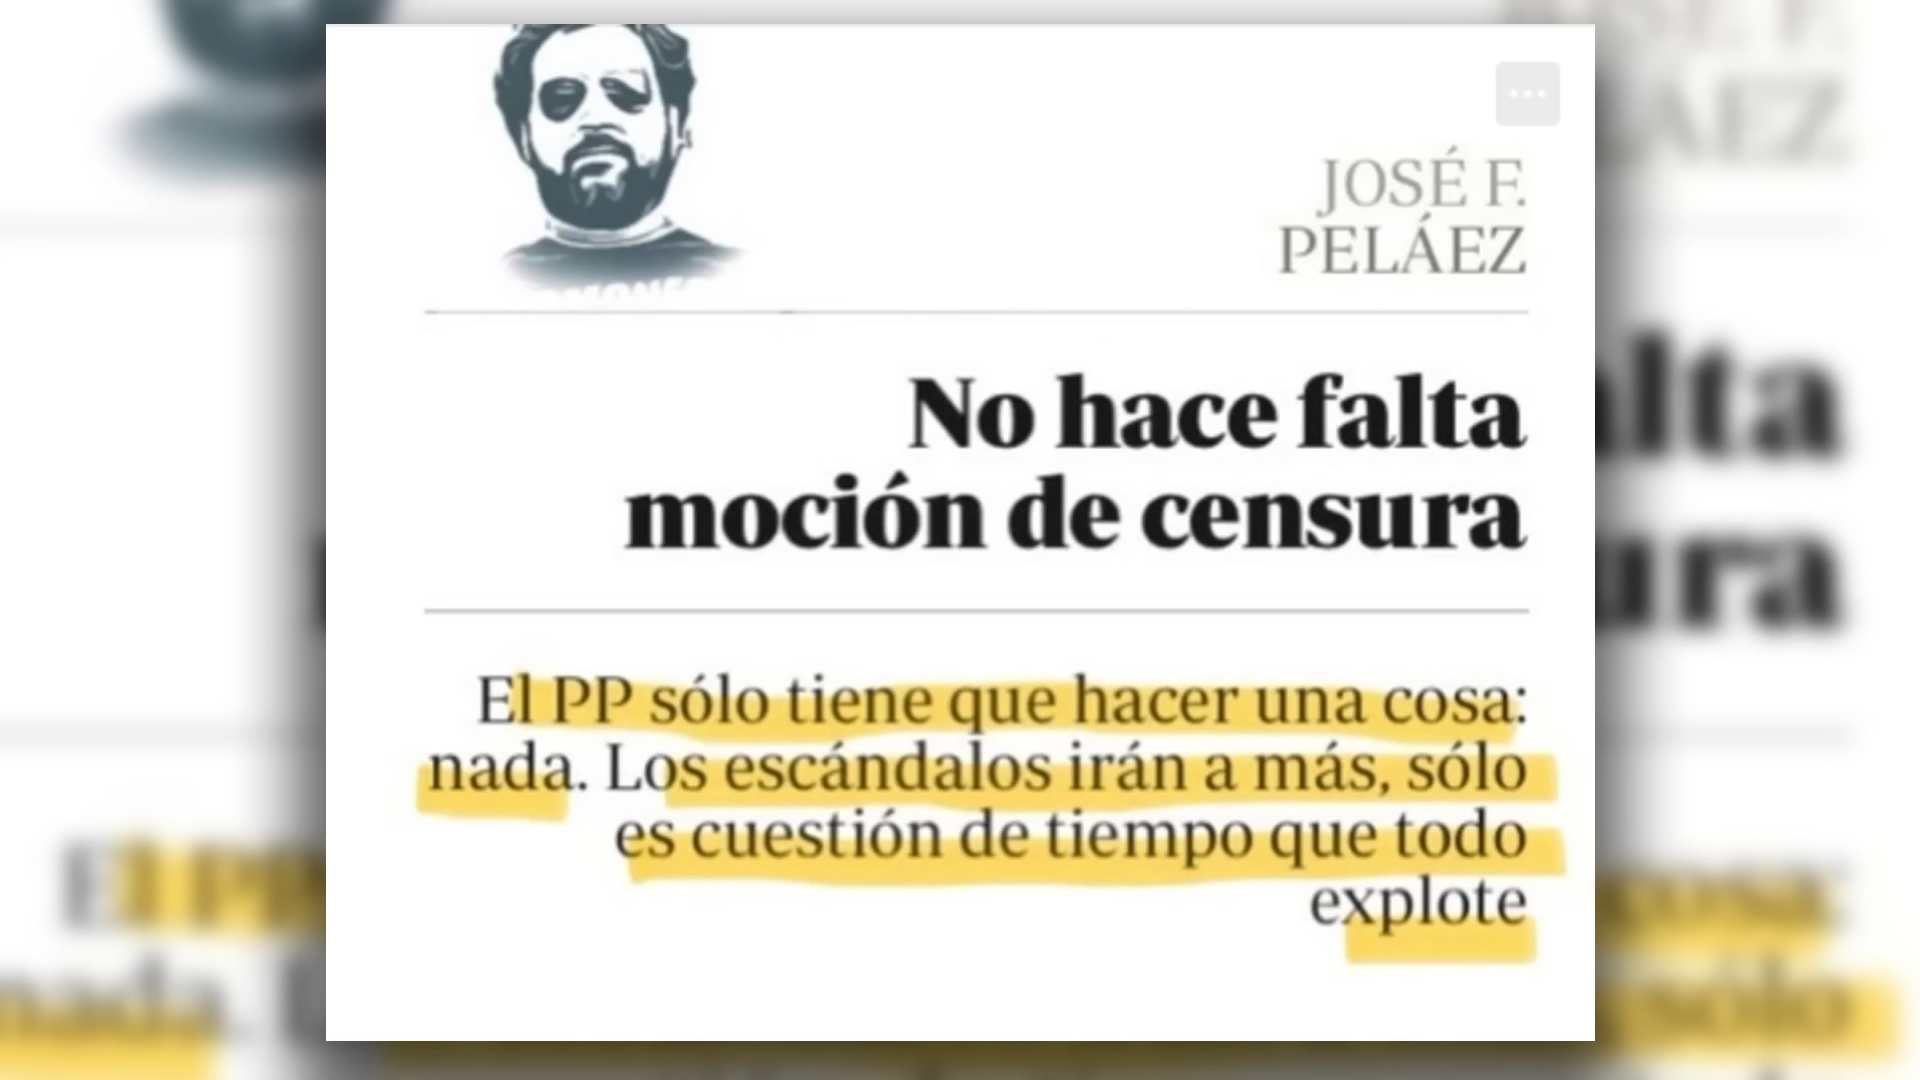 JOSÉ F.
PELÁEZ
No hace falta
moción de censura
El PP sólo tiene que hacer una cosa:
nada. Los escándalos irán a más, sólo
es cuestión de tiempo que todo
explote